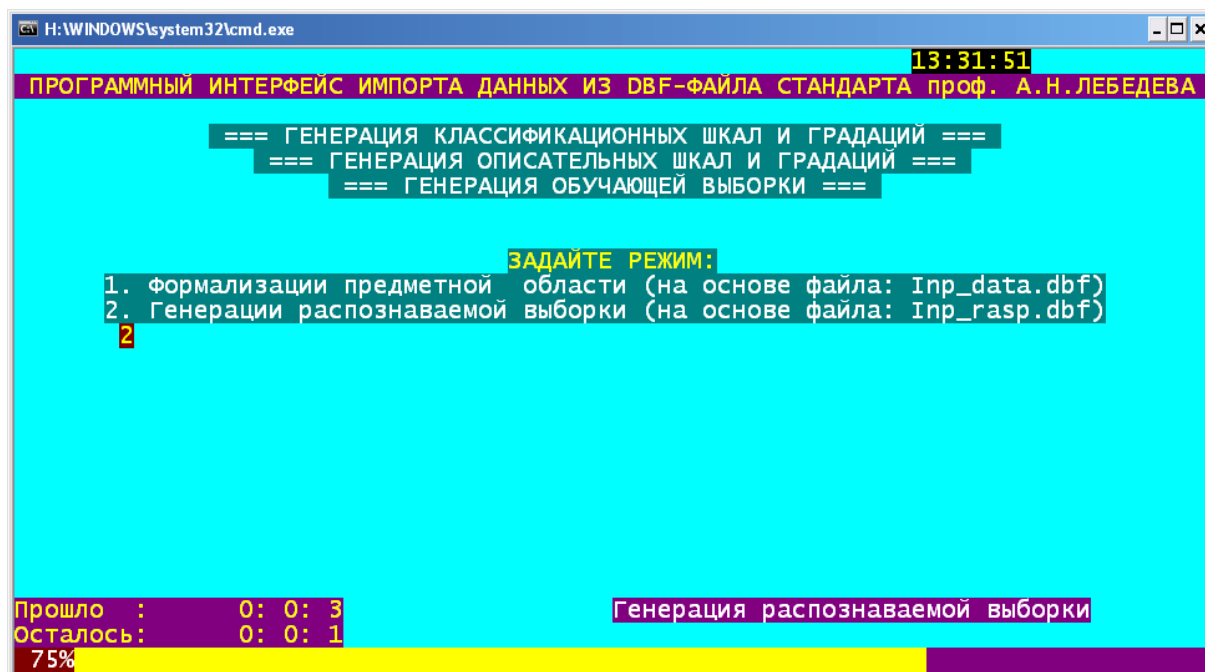 H:\WINDOWS\system32\cmd.exe
13:31:51
ПРОГРАММНЫЙ ИНТЕРФЕЙС ИМПОРТА ДАННЫХ ИЗ DBF-ФАЙЛА СТАНДАРТА проф. А.Н.ЛЕБЕДЕВА
=== ГЕНЕРАЦИЯ КЛАССИФИКАЦИОННЫХ ШКАЛ И ГРАДАЦИЙ ===
=== ГЕНЕРАЦИЯ ОПИСАТЕЛЬНЫХ ШКАЛ И ГРАДАЦИЙ ===
=== ГЕНЕРАЦИЯ ОБУЧАЮЩЕЙ ВЫБОРКИ ===
ЗАДАЙТЕ РЕЖИМ:
1. Формализации предметной области (на основе файла: Inp_data.dbf)
2. Генерации распознаваемой выборки (на основе файла: Inp_rasp.dbf)
2
Прошло : 0: 0: 3 Генерация распознаваемой выборки
Осталось: 0: 0: 1
75%